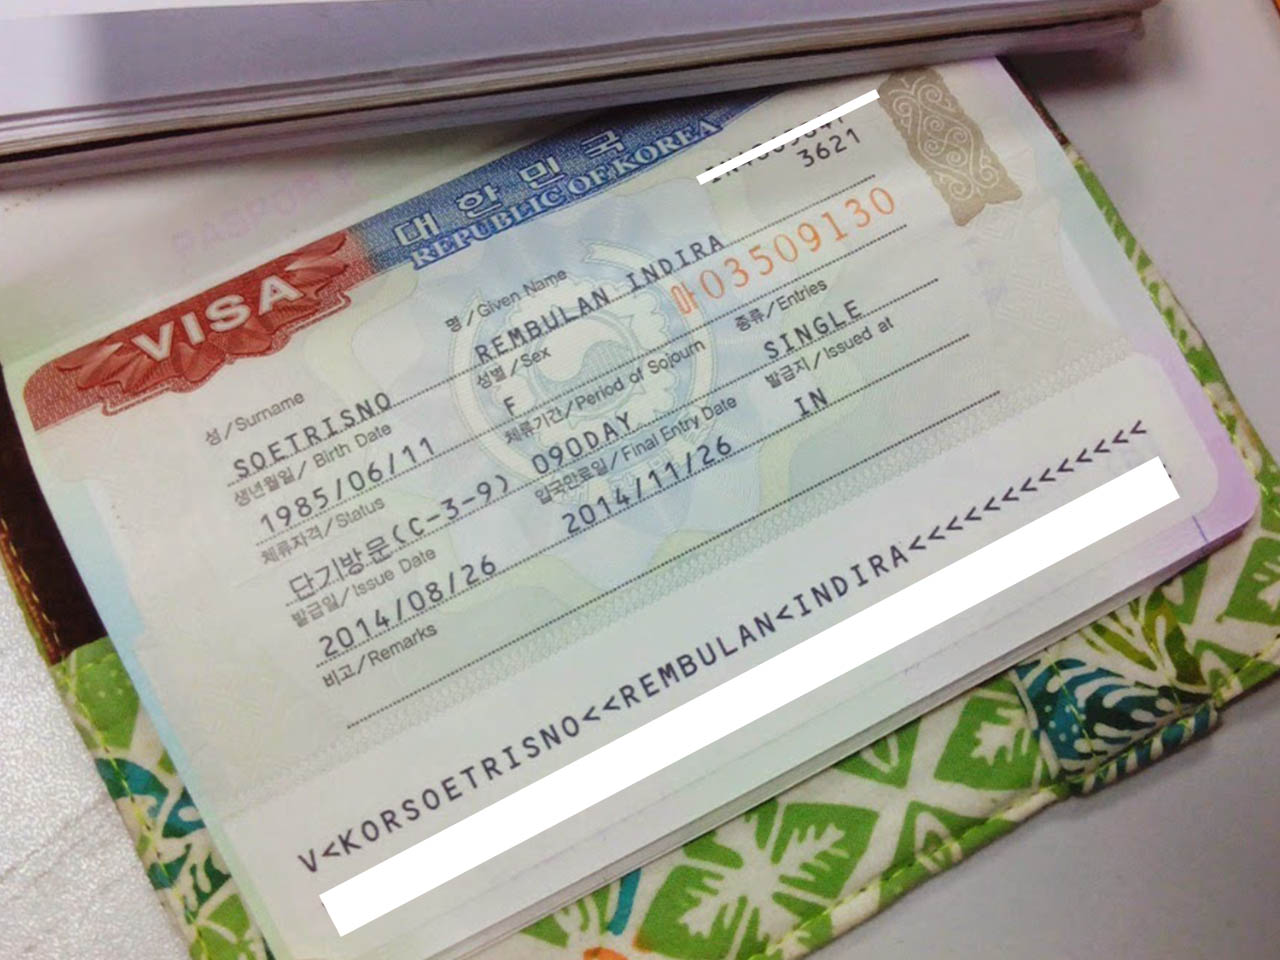 PASPOR
VISA
대한민국
REPUBLIC OF KOREA
3621
성/Surname
SOETRISNO
명/Given Name
REMBULAN INDIRA
마03509130
생년월일/Birth Date
1985/06/11
성별/Sex
F
종류/Entries
SINGLE
체류자격/Status
단기방문(C-3-9)
체류기간/Period of Sojourn
090DAY
발급지/Issued at
IN
발급일/Issue Date
2014/08/26
입국만료일/Final Entry Date
2014/11/26
비고/Remarks
V<KORSOETRISNO<<REMBULAN<INDIRA<<<<<<<<<<<<<